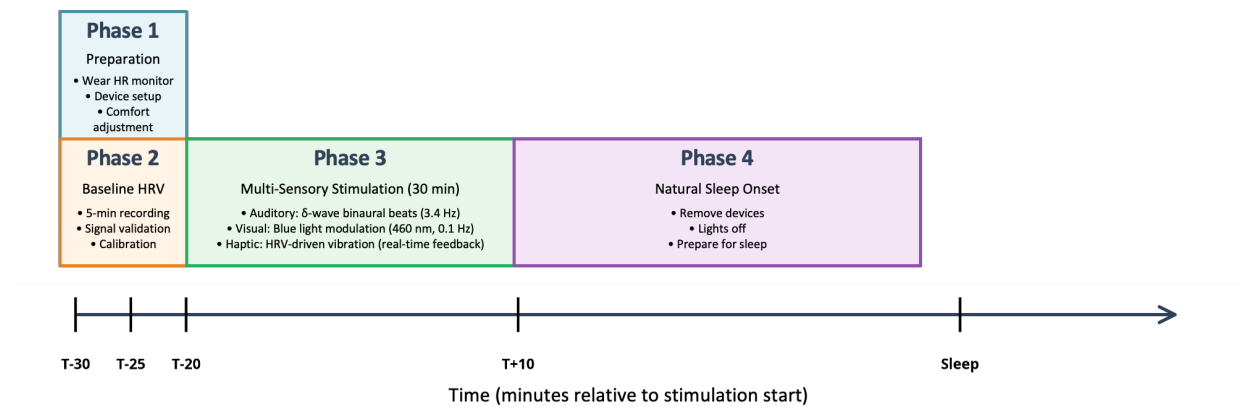 Phase 1
Preparation
• Wear HR monitor
• Device setup
• Comfort
adjustment
Phase 2
Baseline HRV
• 5-min recording
• Signal validation
• Calibration
Phase 3
Multi-Sensory Stimulation (30 min)
• Auditory: δ-wave binaural beats (3.4 Hz)
• Visual: Blue light modulation (460 nm, 0.1 Hz)
• Haptic: HRV-driven vibration (real-time feedback)
Phase 4
Natural Sleep Onset
• Remove devices
• Lights off
• Prepare for sleep
T-30
T-25
T-20
T+10
Sleep
Time (minutes relative to stimulation start)